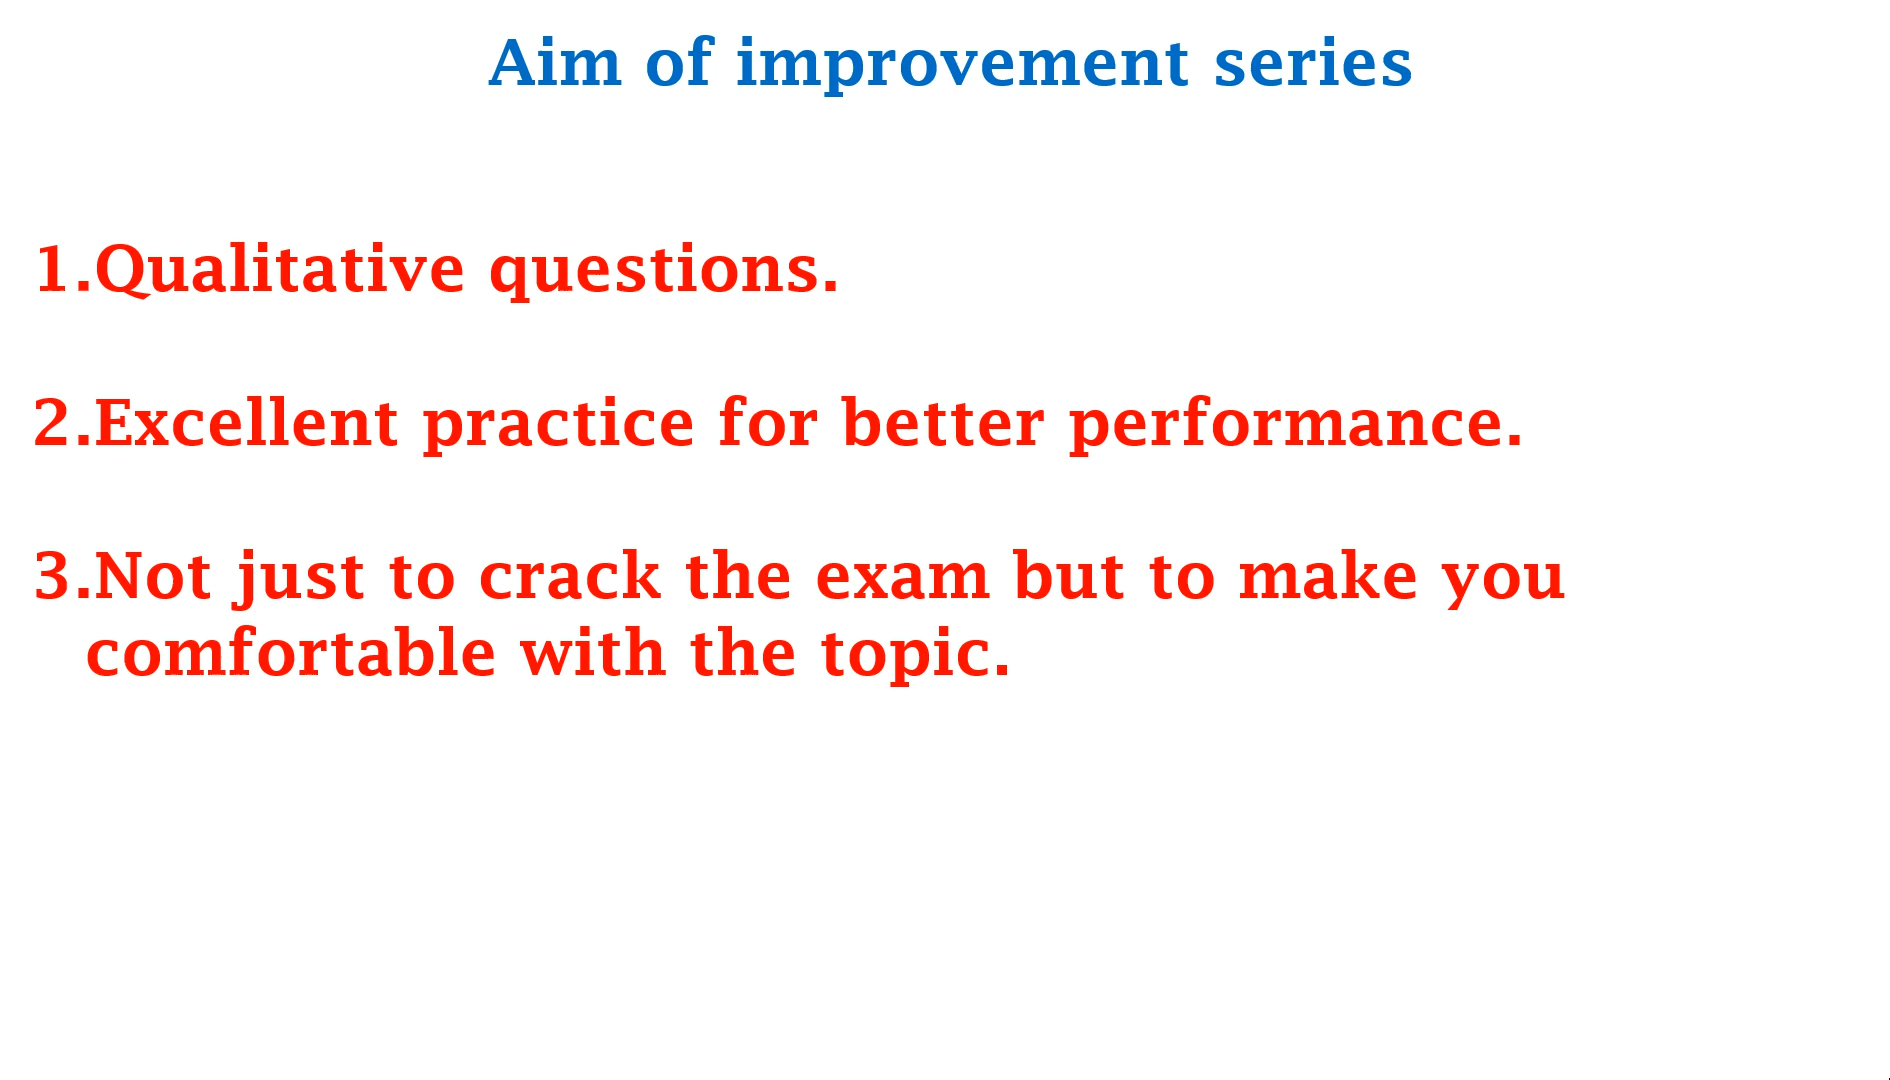 Aim of improvement series
1.Qualitative questions.
2.Excellent practice for better performance.
3.Not just to crack the exam but to make you
comfortable with the topic.